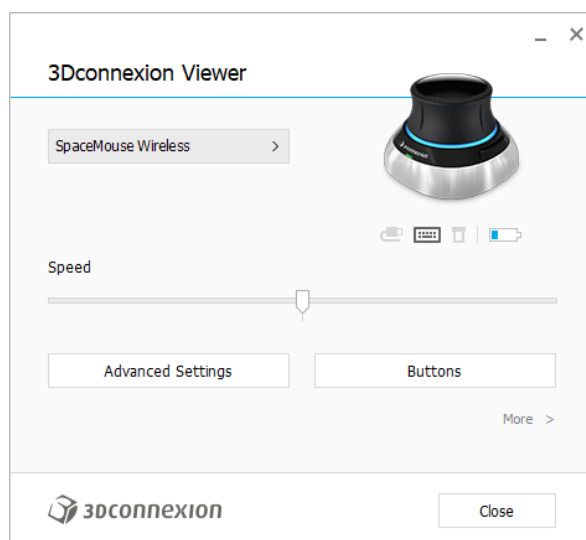 3Dconnexion Viewer
SpaceMouse Wireless >
Speed
Advanced Settings
Buttons
More >
3Dconnexion
Close